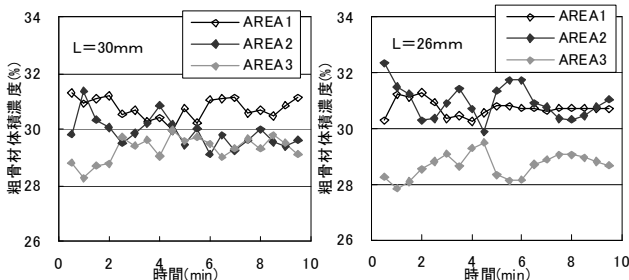 粗骨材体積濃度(%)
34
32
30
28
26
L=30mm
AREA1
AREA2
AREA3
0 2 4 6 8 10
時間(min)
粗骨材体積濃度(%)
34
32
30
28
26
L=26mm
AREA1
AREA2
AREA3
0 2 4 6 8 10
時間(min)